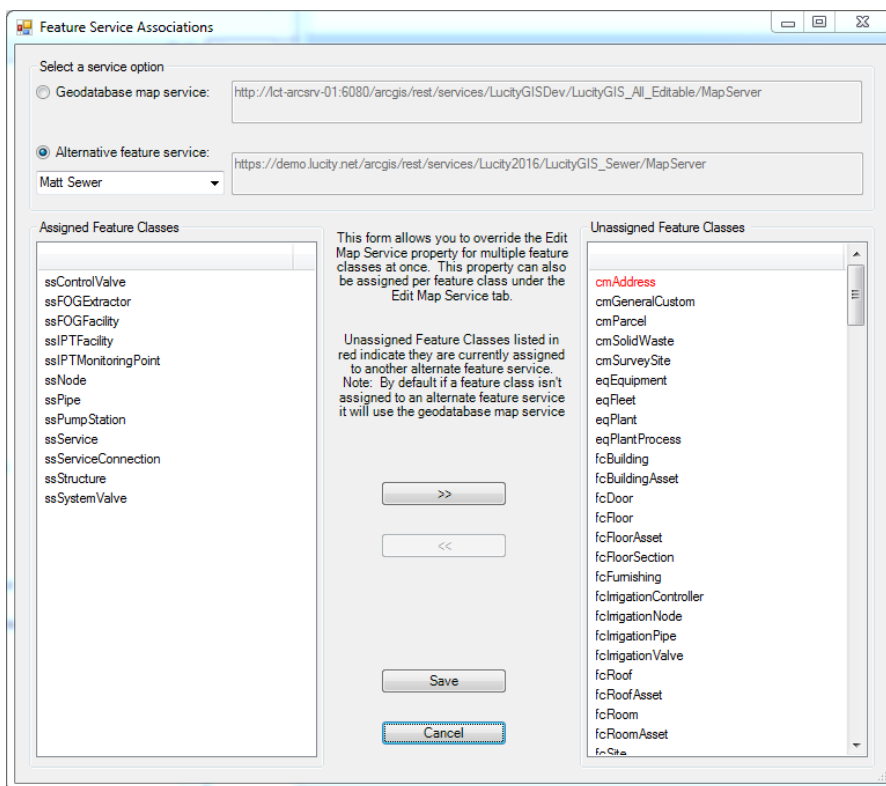 Feature Service Associations
Select a service option
Geodatabase map service:
http://lct-arcsrv-01:6080/arcgis/rest/services/LucityGISDev/LucityGIS_All_Editable/MapServer
Alternative feature service:
https://demo.lucity.net/arcgis/rest/services/Lucity2016/LucityGIS_Sewer/MapServer
Matt Sewer
Assigned Feature Classes
ssControlValve
ssFOGExtractor
ssFOGFacility
ssIPTFacility
ssIPTMonitoringPoint
ssNode
ssPipe
ssPumpStation
ssService
ssServiceConnection
ssStructure
ssSystemValve
This form allows you to override the Edit
Map Service property for multiple feature
classes at once. This property can also
be assigned per feature class under the
Edit Map Service tab.
Unassigned Feature Classes listed in
red indicate they are currently assigned
to another alternate feature service.
Note: By default if a feature class isn't
assigned to an alternate feature service
it will use the geodatabase map service
>>
<<
Save
Cancel
Unassigned Feature Classes
cmAddress
cmGeneralCustom
cmParcel
cmSolidWaste
cmSurveySite
eqEquipment
eqFleet
eqPlant
eqPlantProcess
fcBuilding
fcBuildingAsset
fcDoor
fcFloor
fcFloorAsset
fcFloorSection
fcFurnishing
fcIrrigationController
fcIrrigationNode
fcIrrigationPipe
fcIrrigationValve
fcRoof
fcRoofAsset
fcRoom
fcRoomAsset
fcSite